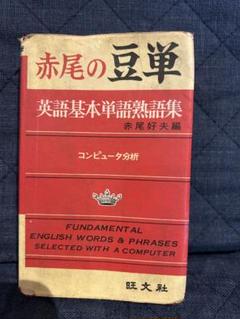 赤尾の豆単
英語基本単語熟語集
赤尾好夫編
コンピュータ分析
FUNDAMENTAL
ENGLISH WORDS & PHRASES
SELECTED WITH A COMPUTER
旺文社